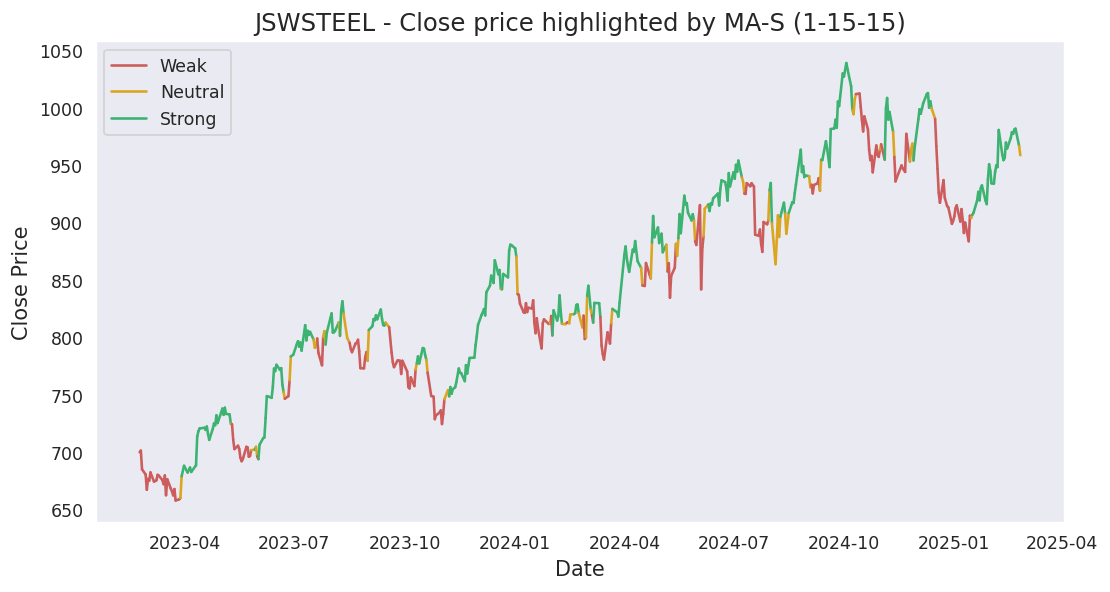 JSWSTEEL - Close price highlighted by MA-S (1-15-15)
Weak
Neutral
Strong
Close Price
1050
1000
950
900
850
800
750
700
650
2023-04 2023-07 2023-10 2024-01 2024-04 2024-07 2024-10 2025-01 2025-04
Date